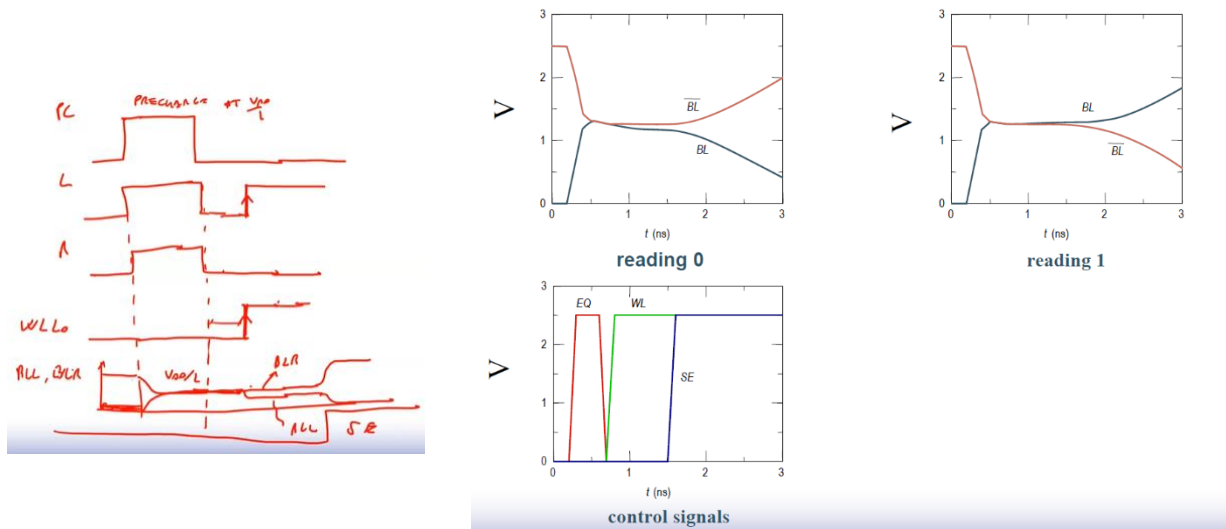 PC PRECHARGE AT VDD/2
L
R
WLL0
BLL, BLR VDD/2 BLR
BLL SE
3
2
1
0
V
BL
BL
0 1 2 3
t (ns)
reading 0
3
2
1
0
V
BL
BL
0 1 2 3
t (ns)
reading 1
3
2
1
0
V
EQ WL
SE
0 1 2 3
t (ns)
control signals